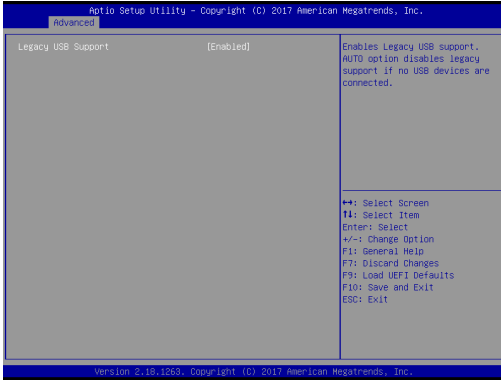 Aptio Setup Utility – Copyright (C) 2017 American Megatrends, Inc.
Advanced
Legacy USB Support [Enabled]
Enables Legacy USB support.
AUTO option disables legacy
support if no USB devices are
connected.
↔: Select Screen
↑↓: Select Item
Enter: Select
+/-: Change Option
F1: General Help
F7: Discard Changes
F9: Load UEFI Defaults
F10: Save and Exit
ESC: Exit
Version 2.18.1263. Copyright (C) 2017 American Megatrends, Inc.